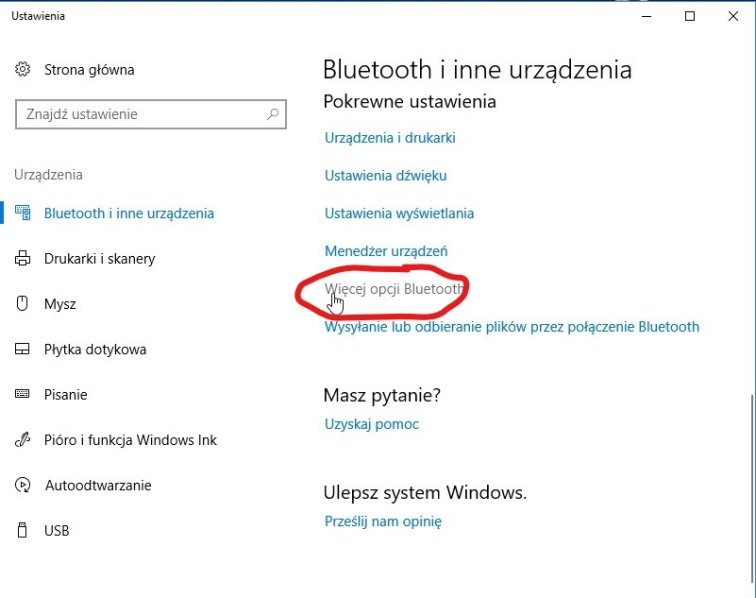 Ustawienia
Strona główna
Znajdź ustawienie
Urządzenia
Bluetooth i inne urządzenia
Drukarki i skanery
Mysz
Płytka dotykowa
Pisanie
Pióro i funkcja Windows Ink
Autoodtwarzanie
USB
Bluetooth i inne urządzenia
Pokrewne ustawienia
Urządzenia i drukarki
Ustawienia dźwięku
Ustawienia wyświetlania
Menedżer urządzeń
Więcej opcji Bluetooth
Wysyłanie lub odbieranie plików przez połączenie Bluetooth
Masz pytanie?
Uzyskaj pomoc
Ulepsz system Windows.
Prześlij nam opinię